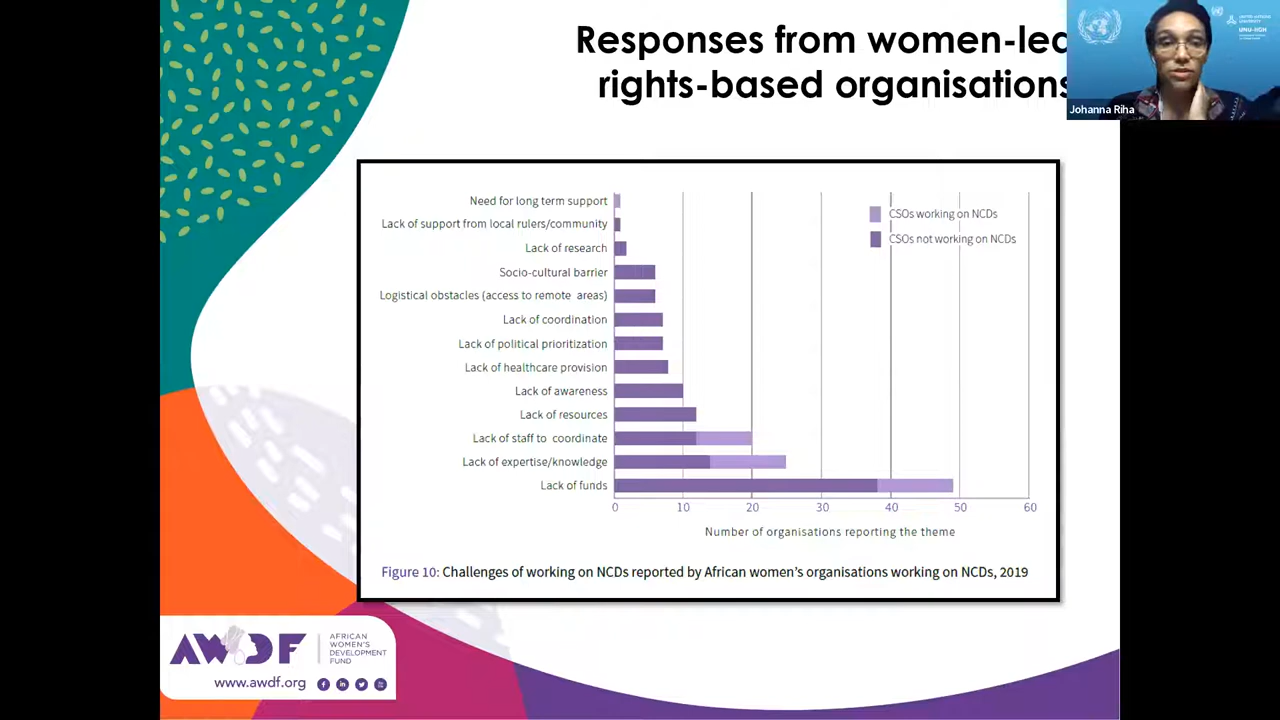 Responses from women-led
rights-based organisations
Johanna Riha
UNITED NATIONS
UNIVERSITY
UNU-IIGH
Need for long term support
Lack of support from local rulers/community
Lack of research
Socio-cultural barrier
Logistical obstacles (access to remote areas)
Lack of coordination
Lack of political prioritization
Lack of healthcare provision
Lack of awareness
Lack of resources
Lack of staff to coordinate
Lack of expertise/knowledge
Lack of funds
CSOs working on NCDs
CSOs not working on NCDs
0 10 20 30 40 50 60
Number of organisations reporting the theme
Figure 10: Challenges of working on NCDs reported by African women's organisations working on NCDs, 2019
AWDF
AFRICAN
WOMEN'S
DEVELOPMENT
FUND
www.awdf.org